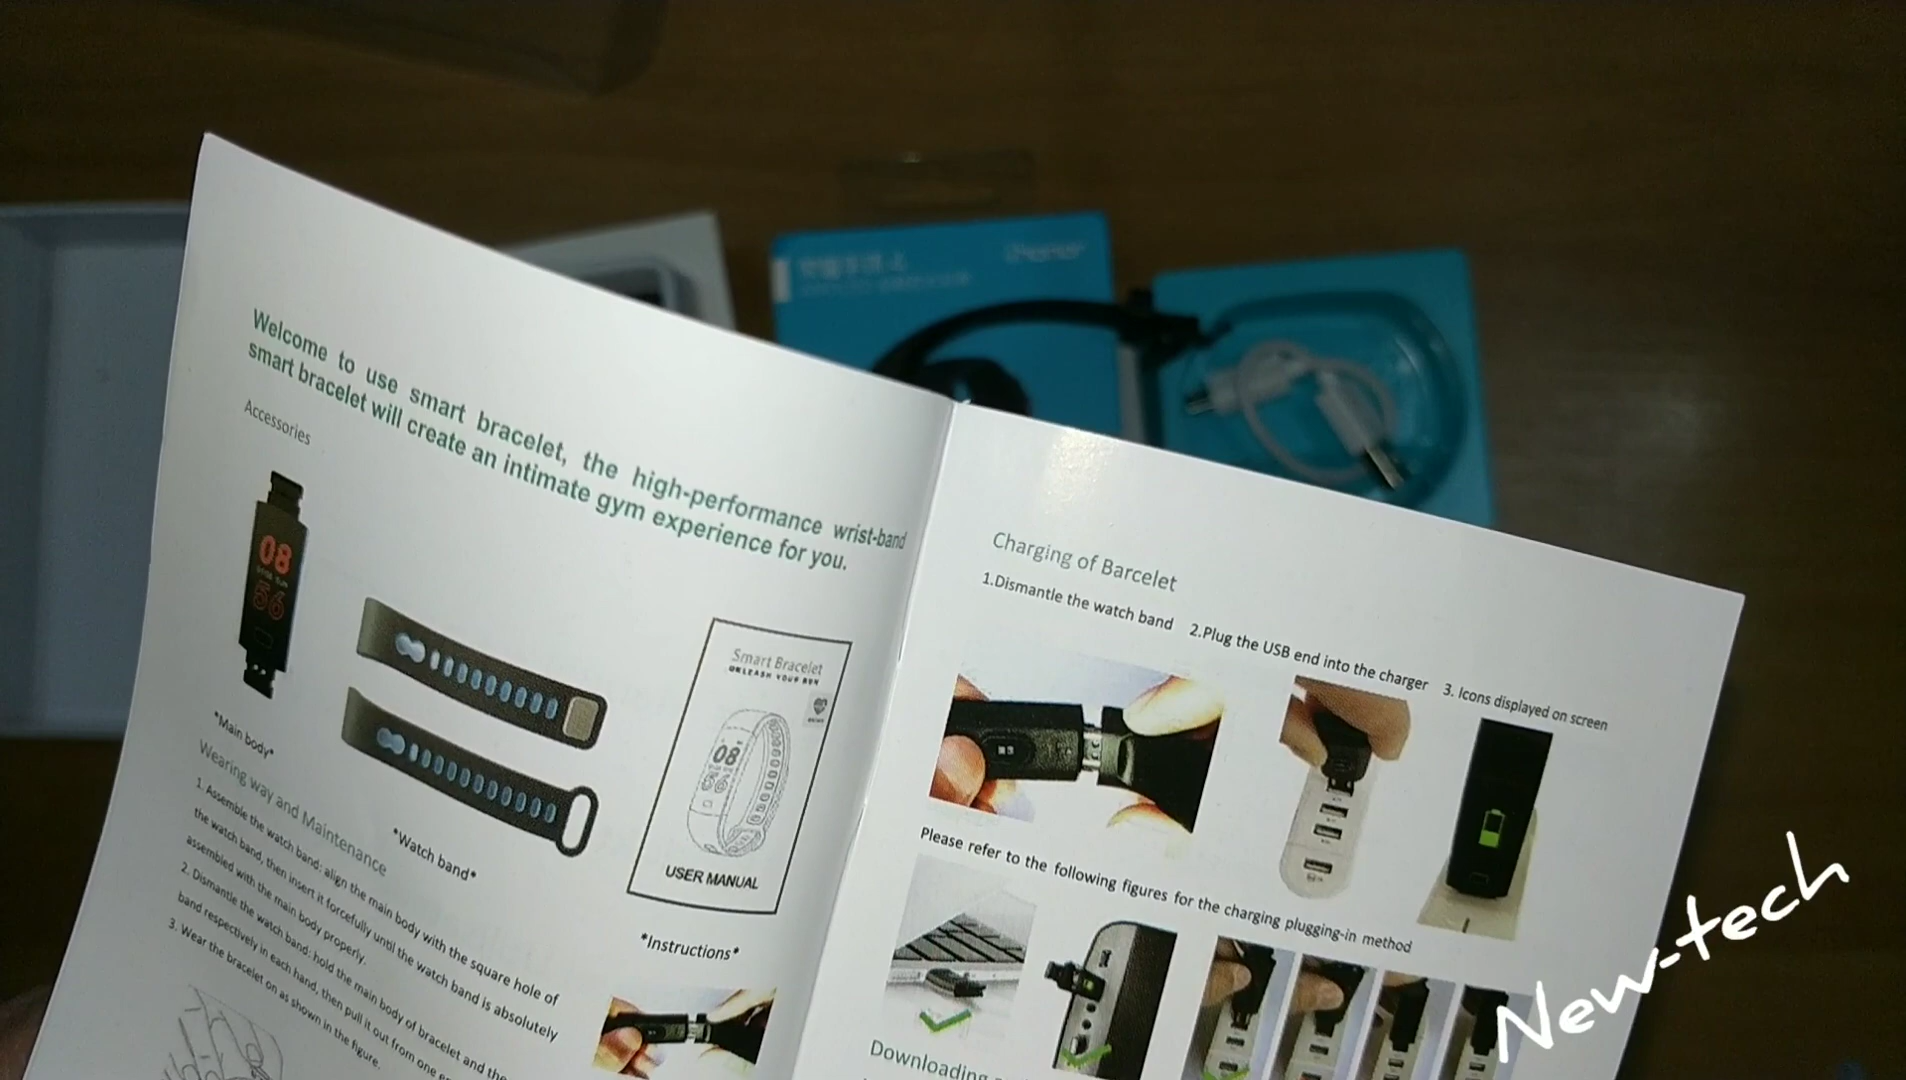 Welcome to use smart bracelet, the high-performance wrist-band
smart bracelet will create an intimate gym experience for you.
Accessories
08
56
Smart Bracelet
UNLEASH YOUR RUN
08
USER MANUAL
*Main body*
*Watch band*
*Instructions*
Wearing way and Maintenance
1. Assemble the watch band: align the main body with the square hole of
the watch band, then insert it forcefully until the watch band is absolutely
assembled with the main body properly.
2. Dismantle the watch band: hold the main body of bracelet and the
band respectively in each hand, then pull it out from one
3. Wear the bracelet on as shown in the figure.
Charging of Barcelet
1.Dismantle the watch band
2.Plug the USB end into the charger
3. Icons displayed on screen
Please refer to the following figures for the charging plugging-in method
Downloading
honor
New-tech